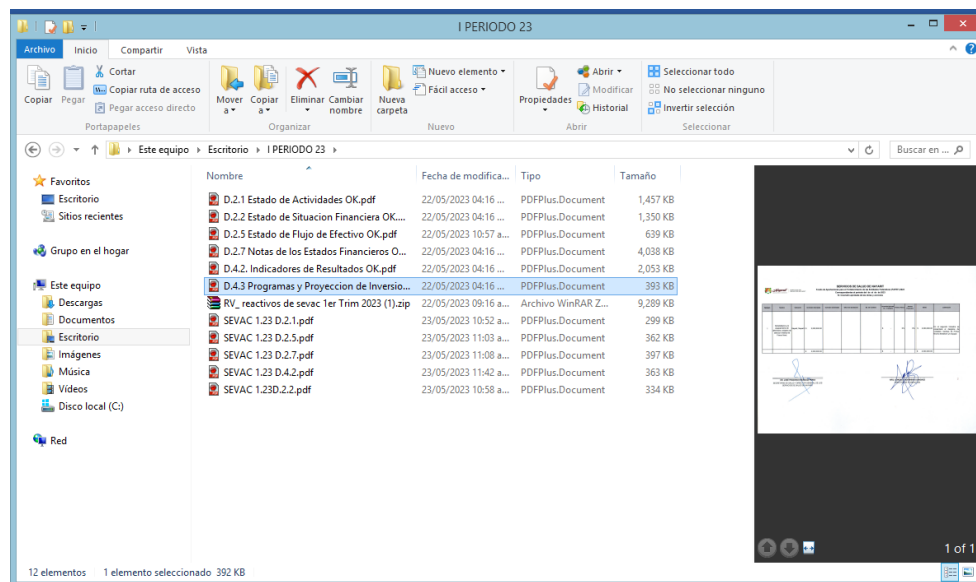 I PERIODO 23
Archivo Inicio Compartir Vista
Copiar Pegar Cortar Copiar ruta de acceso Pegar acceso directo
Mover a Copiar a Eliminar Cambiar nombre Nueva carpeta
Nuevo elemento Fácil acceso
Propiedades Abrir Modificar Historial
Seleccionar todo No seleccionar ninguno Invertir selección
Portapapeles Organizar Nuevo Abrir Seleccionar
Este equipo Escritorio I PERIODO 23 Buscar en ...
Favoritos
Escritorio
Sitios recientes
Grupo en el hogar
Este equipo
Descargas
Documentos
Escritorio
Imágenes
Música
Vídeos
Disco local (C:)
Red
Nombre Fecha de modifica... Tipo Tamaño
D.2.1 Estado de Actividades OK.pdf 22/05/2023 04:16 ... PDFPlus.Document 1,457 KB
D.2.2 Estado de Situacion Financiera OK.... 22/05/2023 04:16 ... PDFPlus.Document 1,350 KB
D.2.5 Estado de Flujo de Efectivo OK.pdf 22/05/2023 10:57 a... PDFPlus.Document 639 KB
D.2.7 Notas de los Estados Financieros O... 22/05/2023 04:16 ... PDFPlus.Document 4,038 KB
D.4.2. Indicadores de Resultados OK.pdf 22/05/2023 04:16 ... PDFPlus.Document 2,053 KB
D.4.3 Programas y Proyeccion de Inversio... 22/05/2023 04:16 ... PDFPlus.Document 393 KB
RV_ reactivos de sevac 1er Trim 2023 (1).zip 22/05/2023 09:16 a... Archivo WinRAR Z... 9,289 KB
SEVAC 1.23 D.2.1.pdf 23/05/2023 10:52 a... PDFPlus.Document 299 KB
SEVAC 1.23 D.2.5.pdf 23/05/2023 11:03 a... PDFPlus.Document 362 KB
SEVAC 1.23 D.2.7.pdf 23/05/2023 11:08 a... PDFPlus.Document 397 KB
SEVAC 1.23 D.4.2.pdf 23/05/2023 11:42 a... PDFPlus.Document 363 KB
SEVAC 1.23D.2.2.pdf 23/05/2023 10:58 a... PDFPlus.Document 334 KB
SERVICIOS DE SALUD DE NAYARIT
1 of 1
12 elementos 1 elemento seleccionado 392 KB